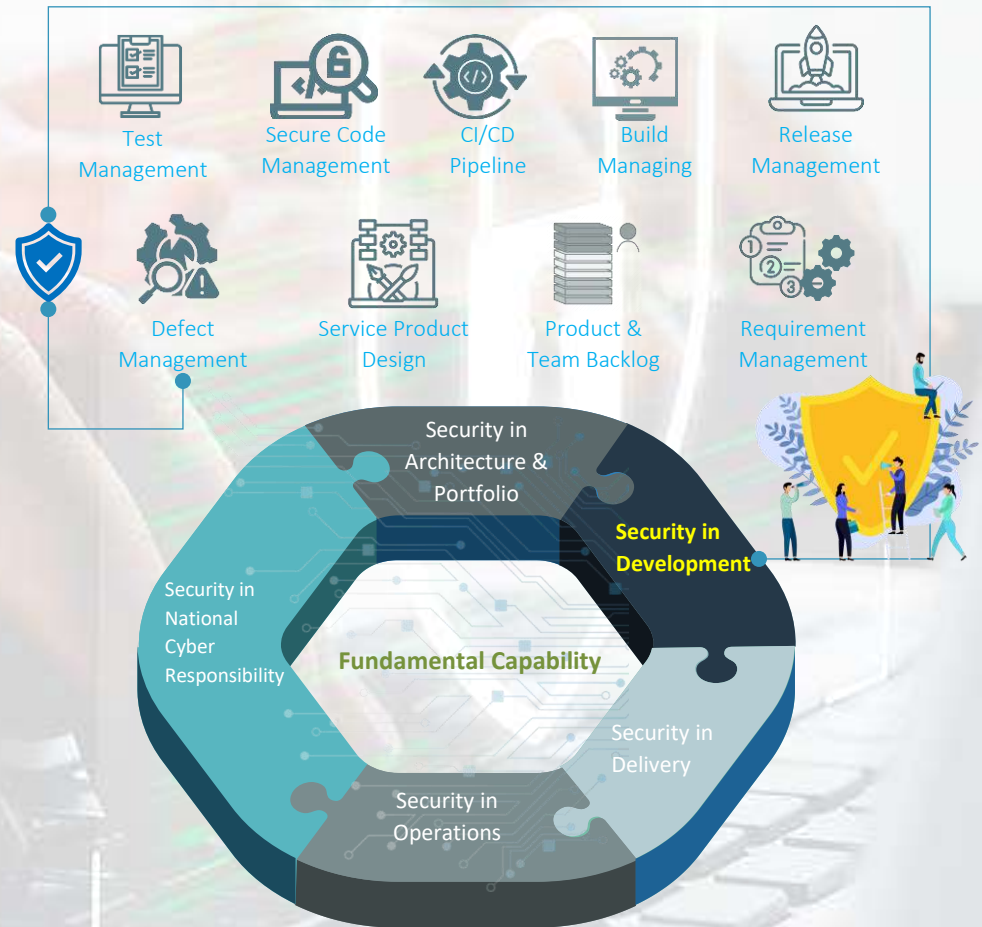 Test
Management
Secure Code
Management
CI/CD
Pipeline
Build
Managing
Release
Management
Defect
Management
Service Product
Design
Product &
Team Backlog
Requirement
Management
Security in
Architecture &
Portfolio
Security in
Development
Security in
National
Cyber
Responsibility
Fundamental Capability
Security in
Delivery
Security in
Operations